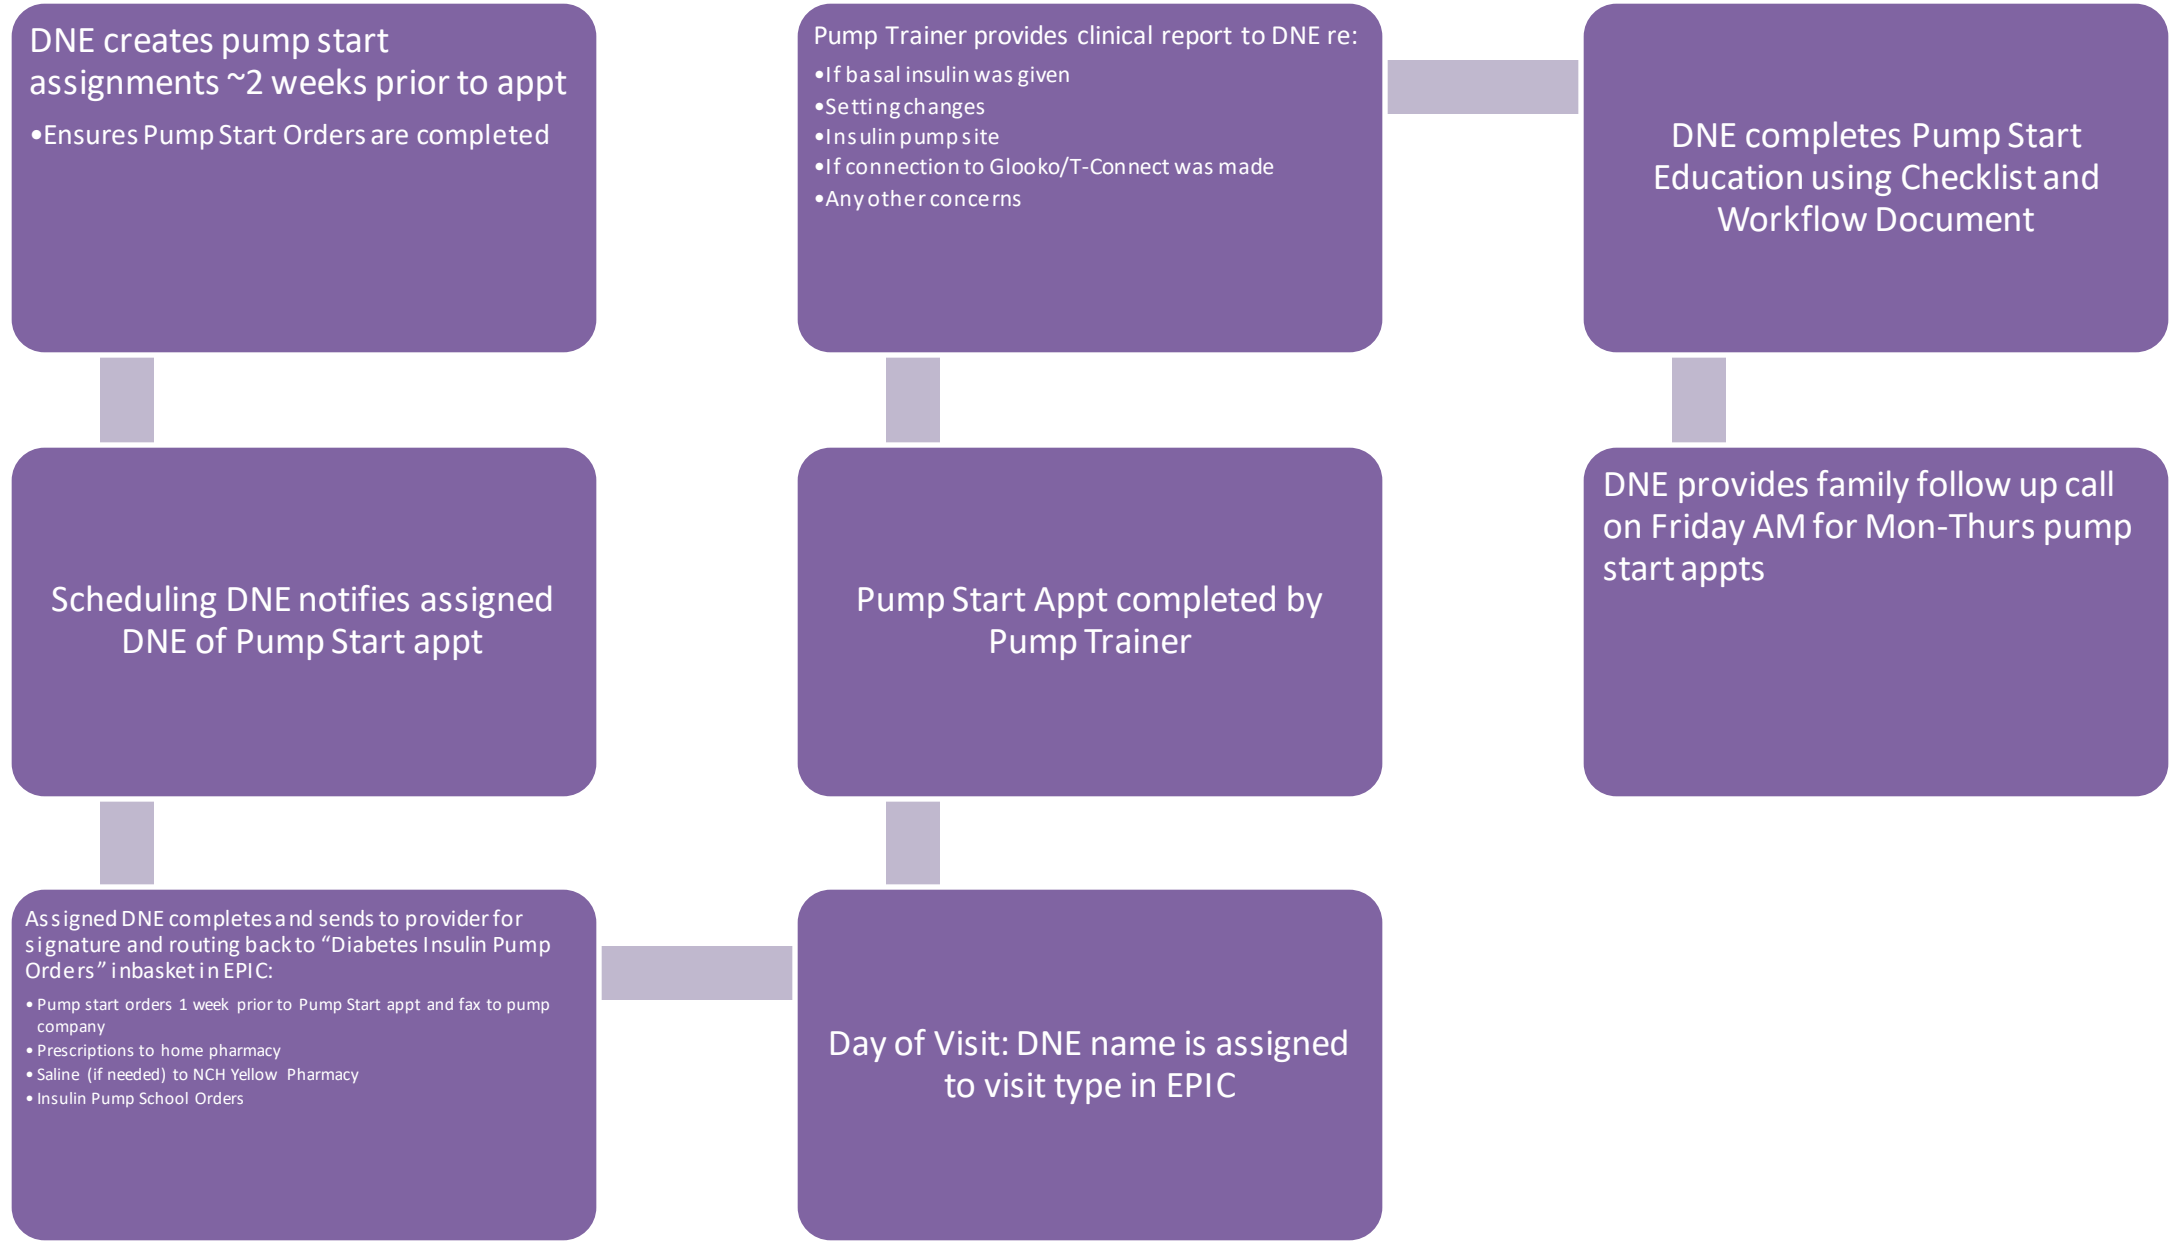 DNE creates pump start
assignments ~2 weeks prior to appt
•Ensures Pump Start Orders are completed
Scheduling DNE notifies assigned
DNE of Pump Start appt
Assigned DNE completes and sends to provider for
signature and routing back to “Diabetes Insulin Pump
Orders” inbasket in EPIC:
• Pump start orders 1 week prior to Pump Start appt and fax to pump
company
• Prescriptions to home pharmacy
• Saline (if needed) to NCH Yellow Pharmacy
• Insulin Pump School Orders
Day of Visit: DNE name is assigned
to visit type in EPIC
Pump Start Appt completed by
Pump Trainer
Pump Trainer provides clinical report to DNE re:
•If basal insulin was given
•Setting changes
•Insulin pump site
•If connection to Glooko/T-Connect was made
•Any other concerns
DNE completes Pump Start
Education using Checklist and
Workflow Document
DNE provides family follow up call
on Friday AM for Mon-Thurs pump
start appts